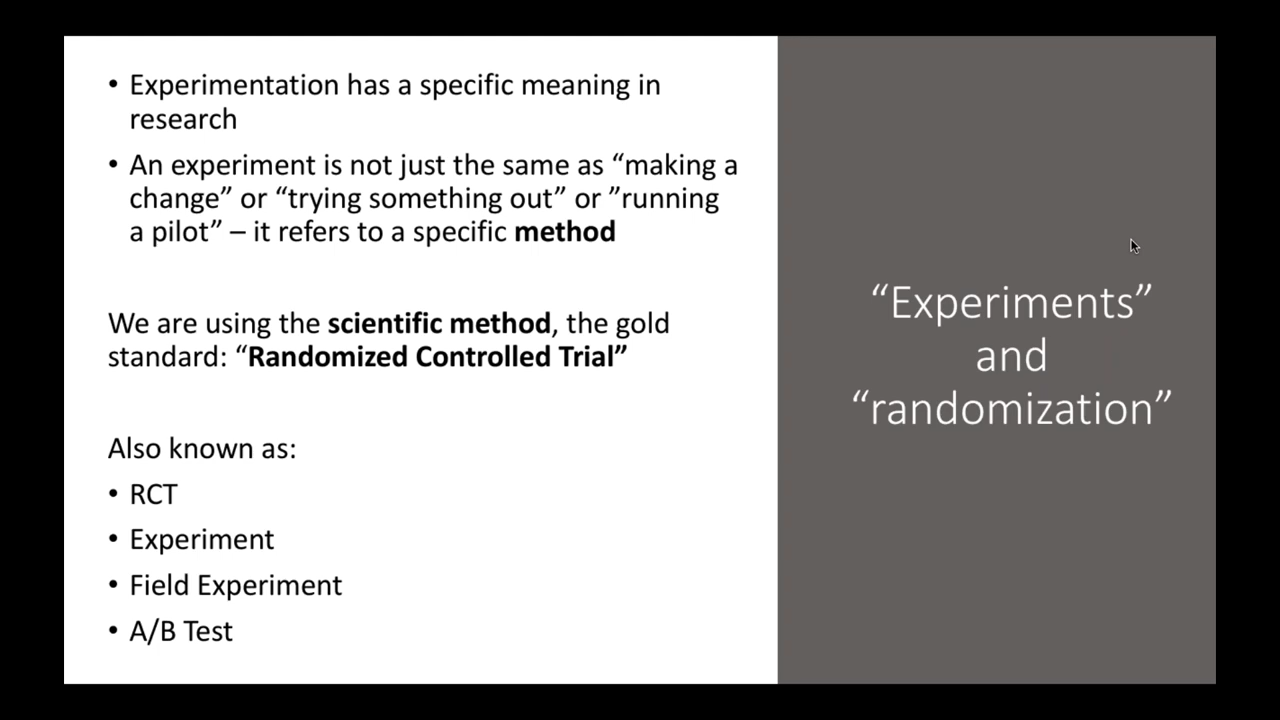 • Experimentation has a specific meaning in
research
• An experiment is not just the same as “making a
change” or “trying something out” or ”running
a pilot” – it refers to a specific method
We are using the scientific method, the gold
standard: “Randomized Controlled Trial”
Also known as:
• RCT
• Experiment
• Field Experiment
• A/B Test
“Experiments”
and
“randomization”